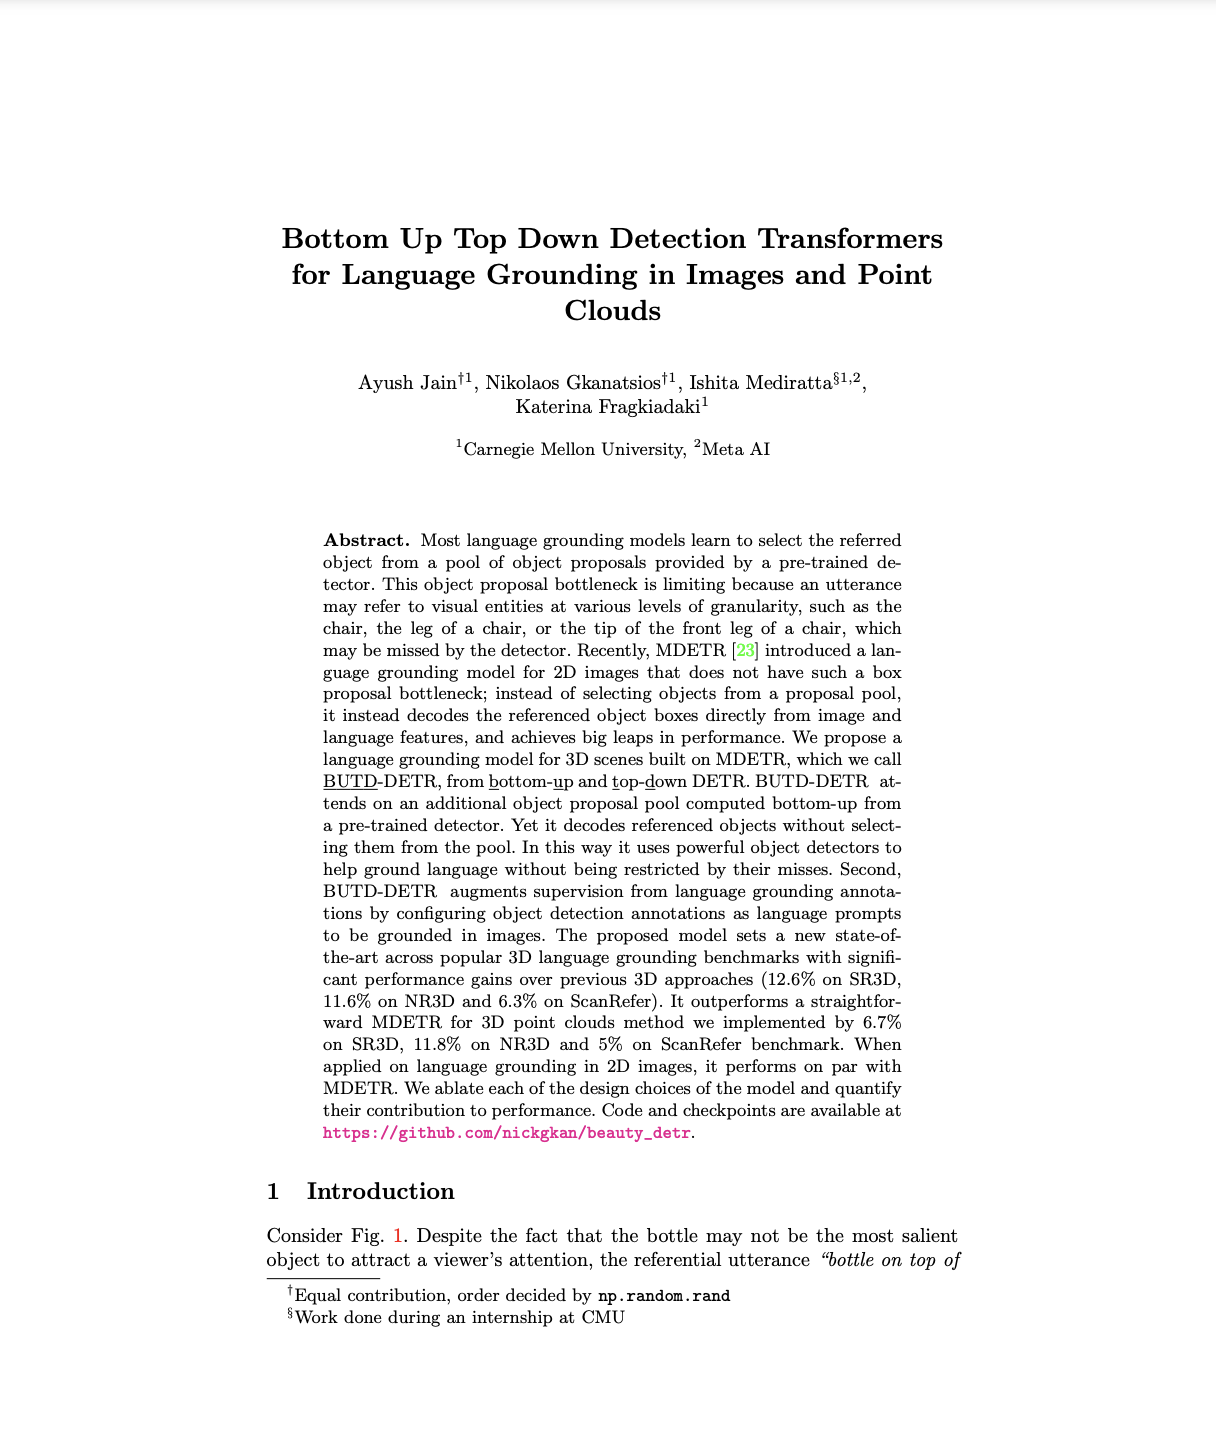 Bottom Up Top Down Detection Transformers
for Language Grounding in Images and Point
Clouds
Ayush Jain†1, Nikolaos Gkanatsios†1, Ishita Mediratta§1,2,
Katerina Fragkiadaki1
1Carnegie Mellon University, 2Meta AI
Abstract. Most language grounding models learn to select the referred
object from a pool of object proposals provided by a pre-trained de-
tector. This object proposal bottleneck is limiting because an utterance
may refer to visual entities at various levels of granularity, such as the
chair, the leg of a chair, or the tip of the front leg of a chair, which
may be missed by the detector. Recently, MDETR [23] introduced a lan-
guage grounding model for 2D images that does not have such a box
proposal bottleneck; instead of selecting objects from a proposal pool,
it instead decodes the referenced object boxes directly from image and
language features, and achieves big leaps in performance. We propose a
language grounding model for 3D scenes built on MDETR, which we call
BUTD-DETR, from bottom-up and top-down DETR. BUTD-DETR at-
tends on an additional object proposal pool computed bottom-up from
a pre-trained detector. Yet it decodes referenced objects without select-
ing them from the pool. In this way it uses powerful object detectors to
help ground language without being restricted by their misses. Second,
BUTD-DETR augments supervision from language grounding annota-
tions by configuring object detection annotations as language prompts
to be grounded in images. The proposed model sets a new state-of-
the-art across popular 3D language grounding benchmarks with signifi-
cant performance gains over previous 3D approaches (12.6% on SR3D,
11.6% on NR3D and 6.3% on ScanRefer). It outperforms a straightfor-
ward MDETR for 3D point clouds method we implemented by 6.7%
on SR3D, 11.8% on NR3D and 5% on ScanRefer benchmark. When
applied on language grounding in 2D images, it performs on par with
MDETR. We ablate each of the design choices of the model and quantify
their contribution to performance. Code and checkpoints are available at
https://github.com/nickgkan/beauty_detr.
1 Introduction
Consider Fig. 1. Despite the fact that the bottle may not be the most salient
object to attract a viewer’s attention, the referential utterance “bottle on top of
†Equal contribution, order decided by np.random.rand
§Work done during an internship at CMU